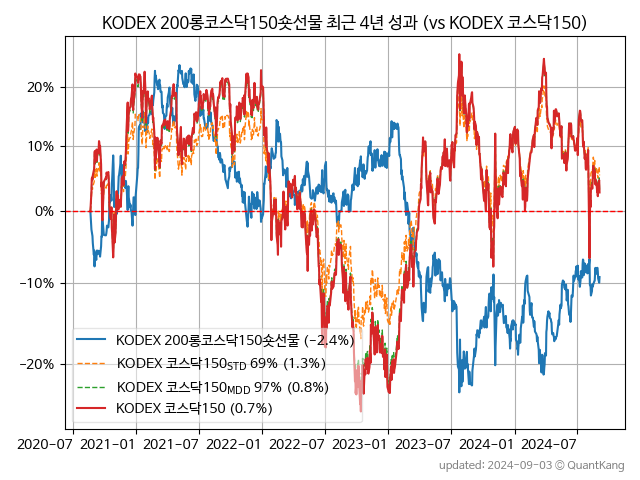 KODEX 200롱코스닥150숏선물 최근 4년 성과 (vs KODEX 코스닥150)
20%
10%
0%
−10%
−20%
KODEX 200롱코스닥150숏선물 (−2.4%)
KODEX 코스닥150STD 69% (1.3%)
KODEX 코스닥150MDD 97% (0.8%)
KODEX 코스닥150 (0.7%)
2020-07 2021-01 2021-07 2022-01 2022-07 2023-01 2023-07 2024-01 2024-07
updated: 2024-09-03 © QuantKang